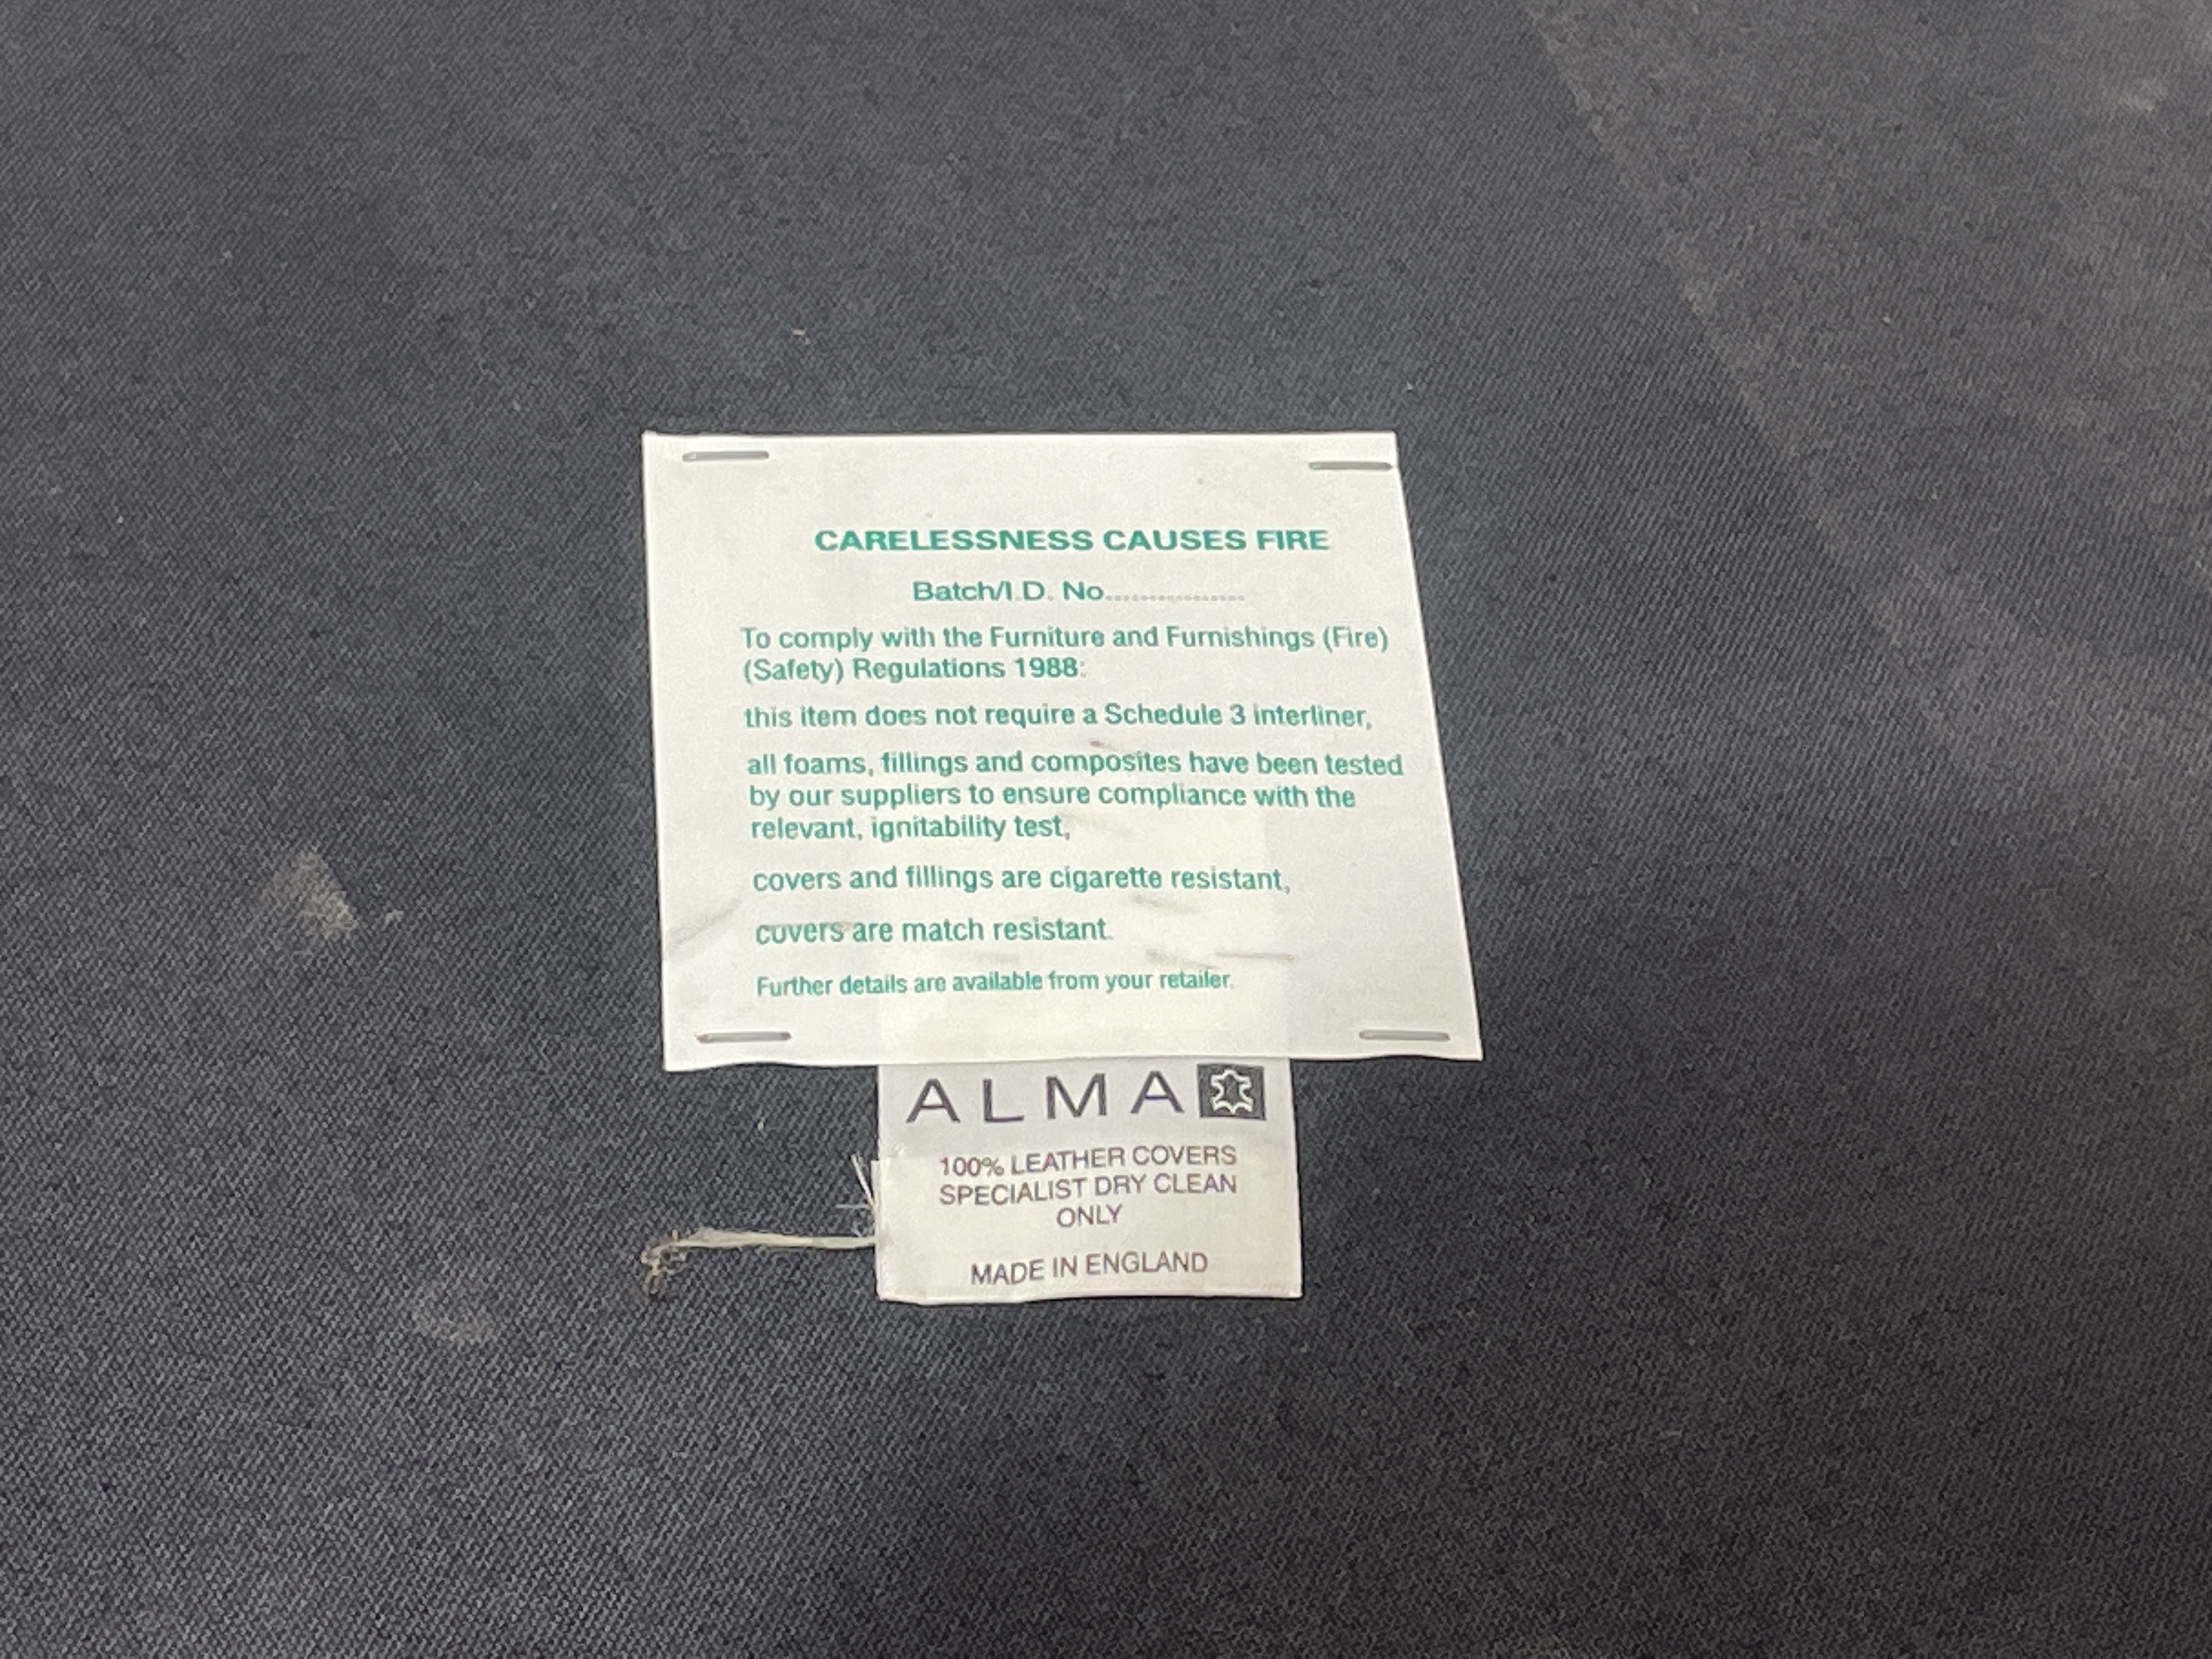 CARELESSNESS CAUSES FIRE
Batch/I.D. No................
To comply with the Furniture and Furnishings (Fire)
(Safety) Regulations 1988:
this item does not require a Schedule 3 interliner,
all foams, fillings and composites have been tested
by our suppliers to ensure compliance with the
relevant, ignitability test,
covers and fillings are cigarette resistant,
covers are match resistant.
Further details are available from your retailer.
ALMA
100% LEATHER COVERS
SPECIALIST DRY CLEAN
ONLY
MADE IN ENGLAND